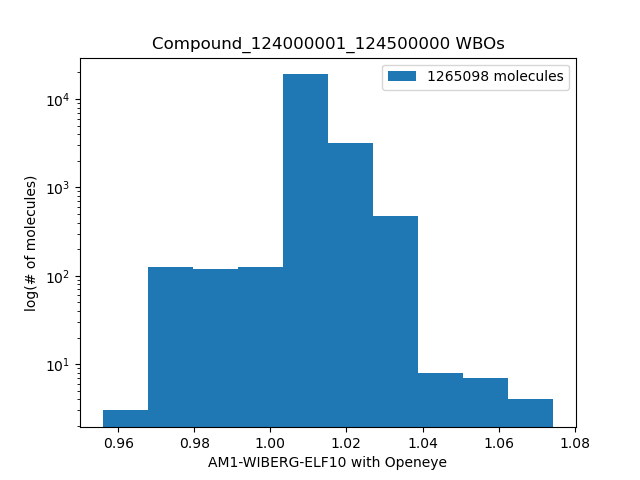 Compound_124000001_124500000 WBOs
1265098 molecules
log(# of molecules)
10⁴
10³
10²
10¹
0.96 0.98 1.00 1.02 1.04 1.06 1.08
AM1-WIBERG-ELF10 with Openeye